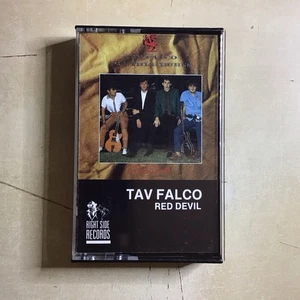 TAV FALCO
RED DEVIL
RIGHT SIDE
RECORDS